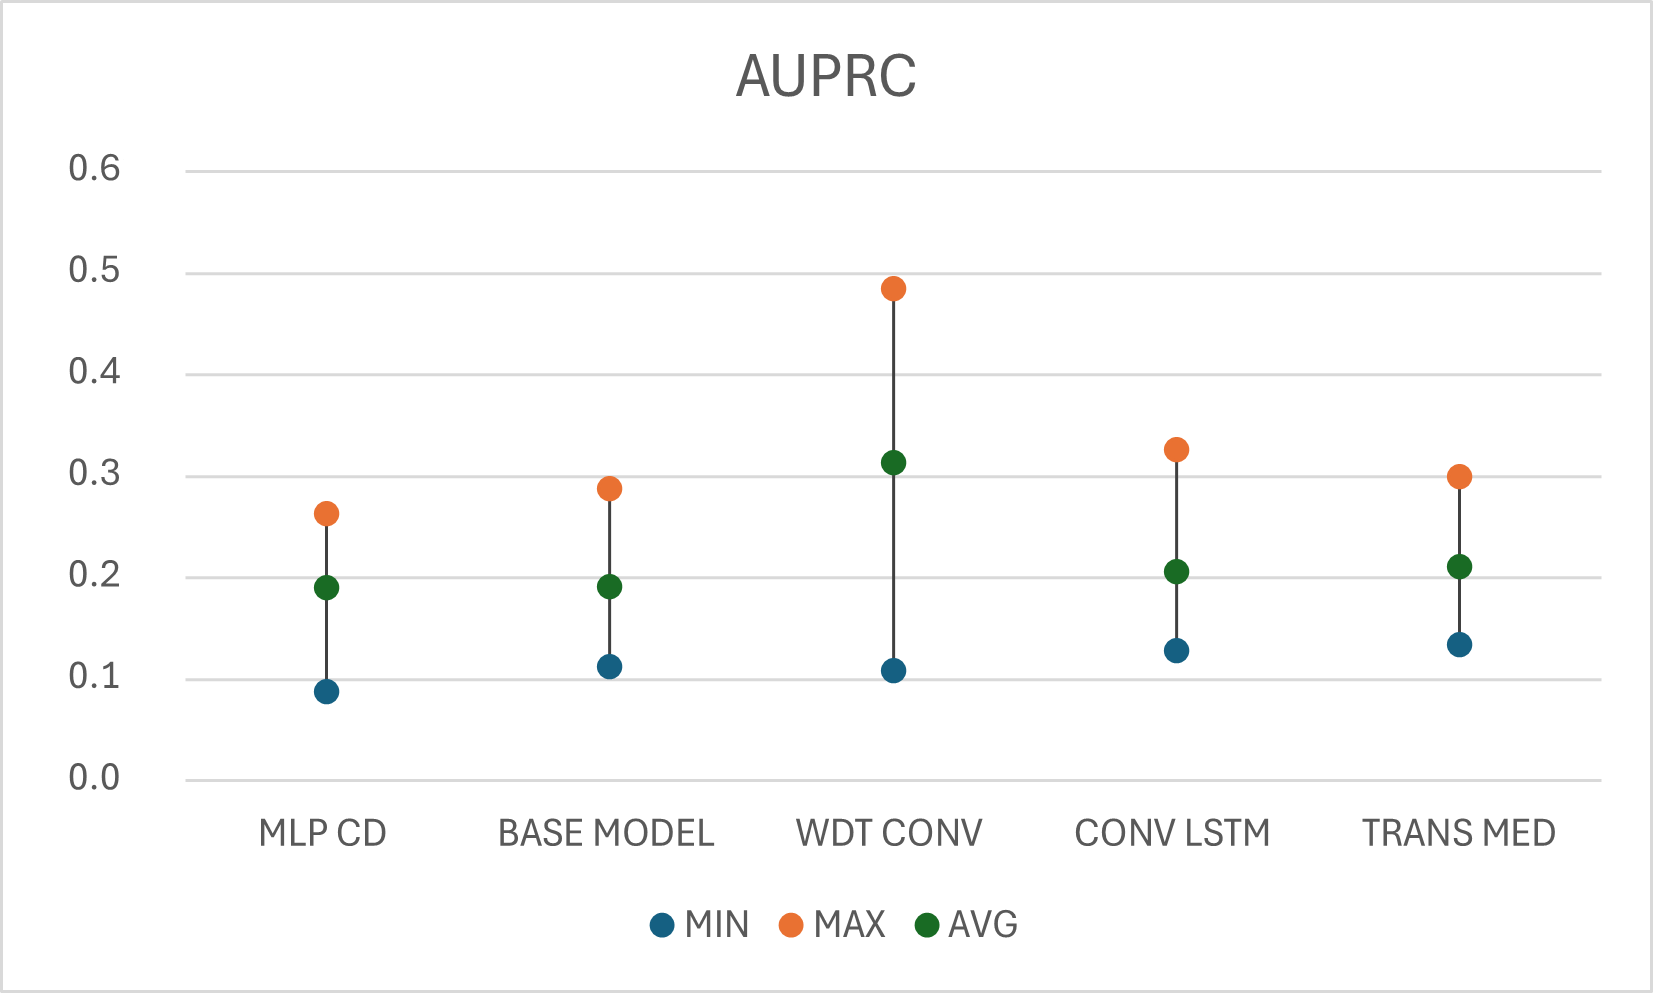 AUPRC
0.6
0.5
0.4
0.3
0.2
0.1
0.0
MLP CD BASE MODEL WDT CONV CONV LSTM TRANS MED
MIN MAX AVG